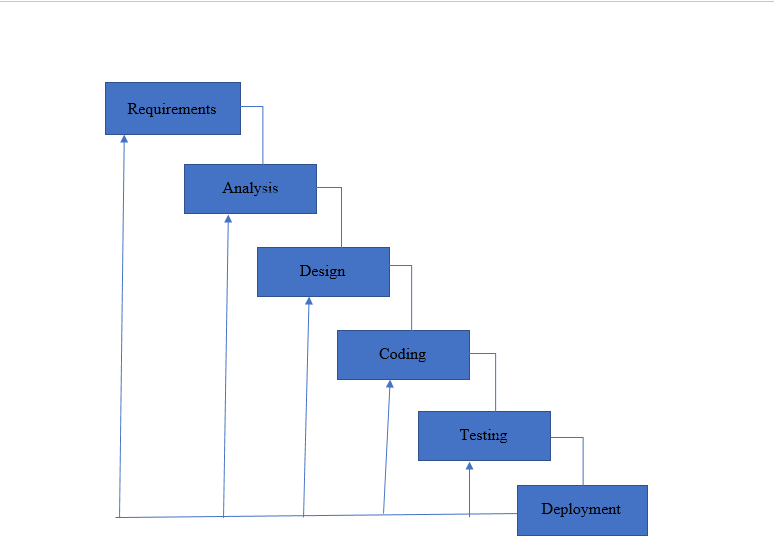 Requirements
Analysis
Design
Coding
Testing
Deployment